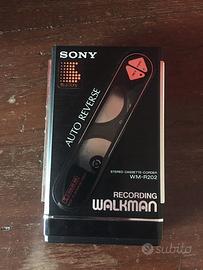 SONY
AUTO REVERSE
STEREO CASSETTE-CORDER
WM-R202
RECORDING
WALKMAN
subito